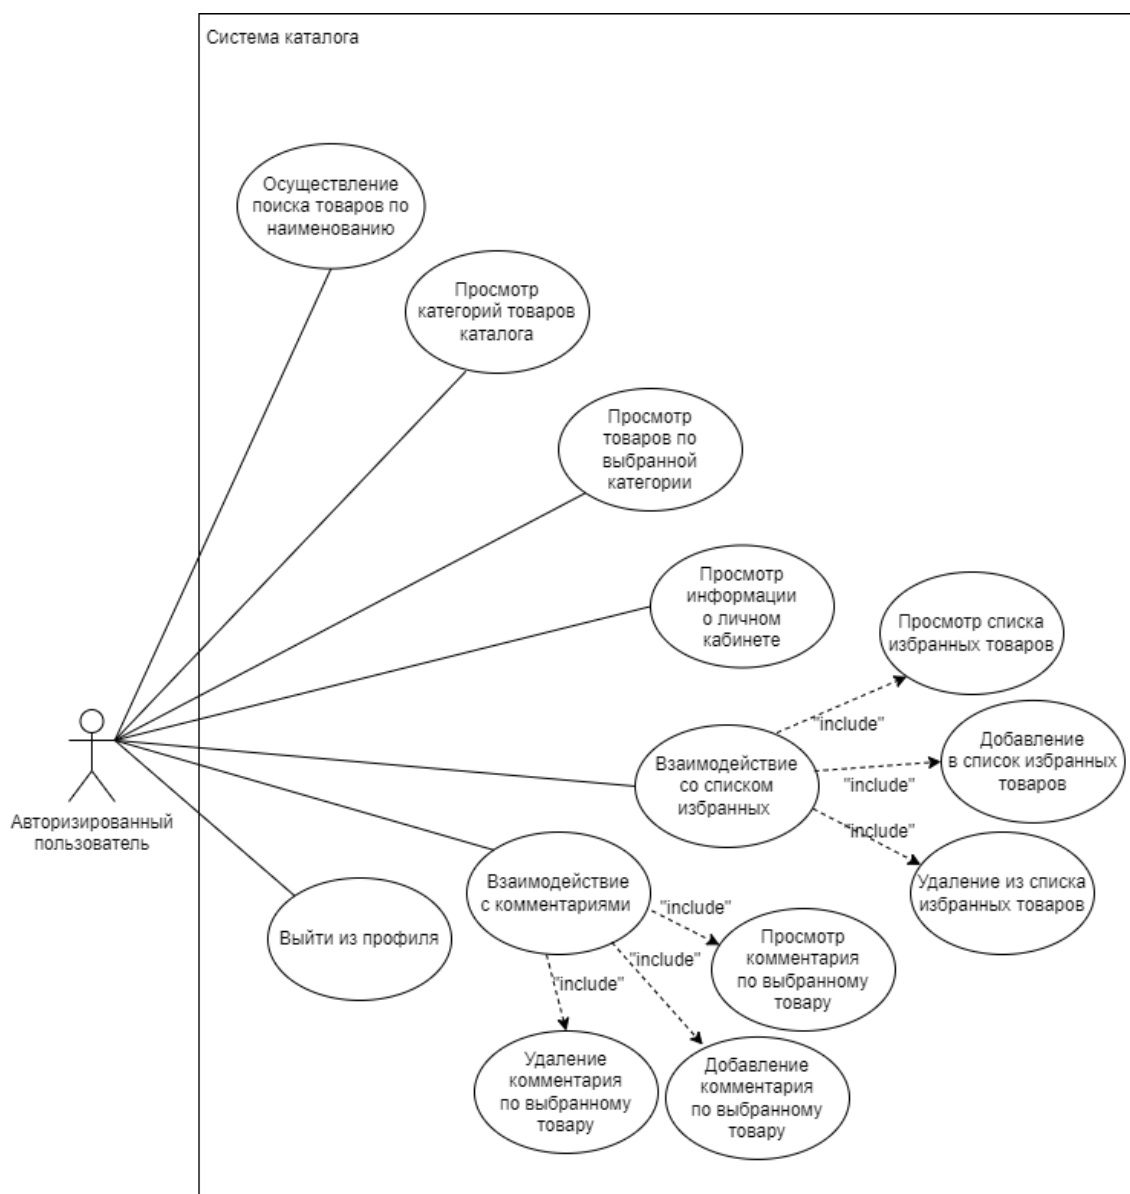 Система каталога
Осуществление
поиска товаров по
наименованию
Просмотр
категорий товаров
каталога
Просмотр
товаров по
выбранной
категории
Просмотр
информации
о личном
кабинете
Просмотр списка
избранных товаров
"include"
Добавление
в список избранных
товаров
"include"
Взаимодействие
со списком
избранных
"include"
Удаление из списка
избранных товаров
Авторизированный
пользователь
Взаимодействие
с комментариями
Выйти из профиля
"include"
Просмотр
комментария
по выбранному
товару
"include"
"include"
Удаление
комментария
по выбранному
товару
Добавление
комментария
по выбранному
товару